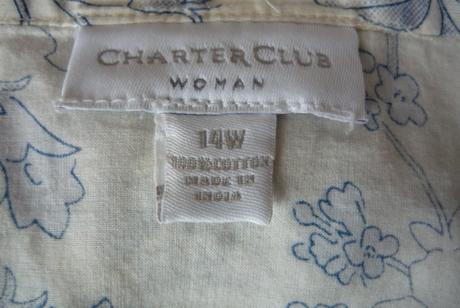 CHARTER CLUB
WOMAN
14W
100% COTTON
MADE IN
INDIA